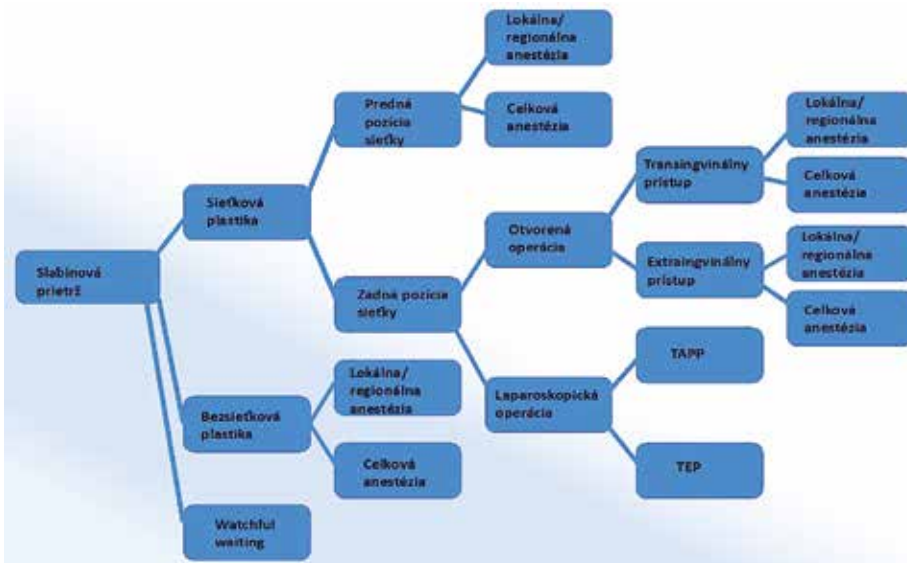 Slabinová
prietrž
Sieťková
plastika
Bezsieťková
plastika
Watchful
waiting
Predná
pozícia
sieťky
Zadná pozícia
sieťky
Lokálna/
regionálna
anestézia
Celková
anestézia
Lokálna/
regionálna
anestézia
Celková
anestézia
Otvorená
operácia
Laparoskopická
operácia
Transingvinálny
prístup
Extraingvinálny
prístup
TAPP
TEP
Lokálna/
regionálna
anestézia
Celková
anestézia
Lokálna/
regionálna
anestézia
Celková
anestézia